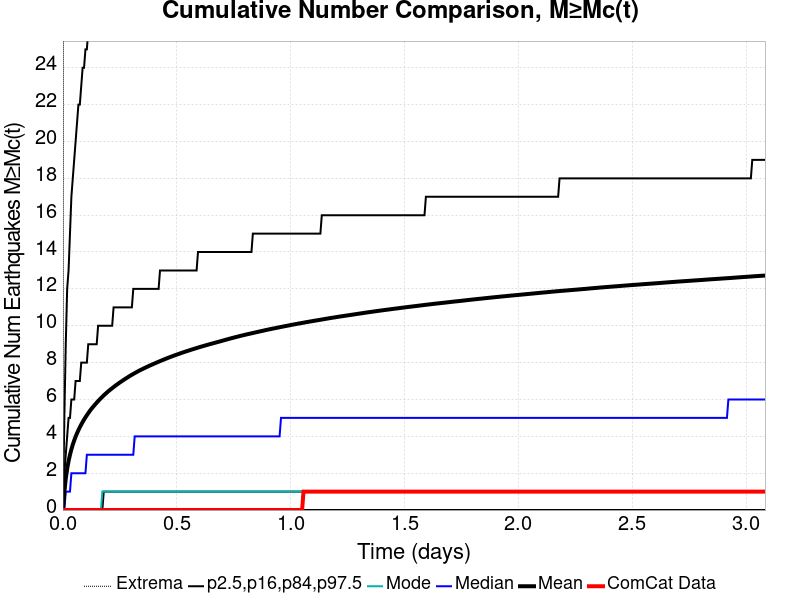 Cumulative Number Comparison, M≥Mc(t)
Cumulative Num Earthquakes M≥Mc(t)
24
22
20
18
16
14
12
10
8
6
4
2
0
0.0 0.5 1.0 1.5 2.0 2.5 3.0
Time (days)
Extrema p2.5,p16,p84,p97.5 Mode Median Mean ComCat Data